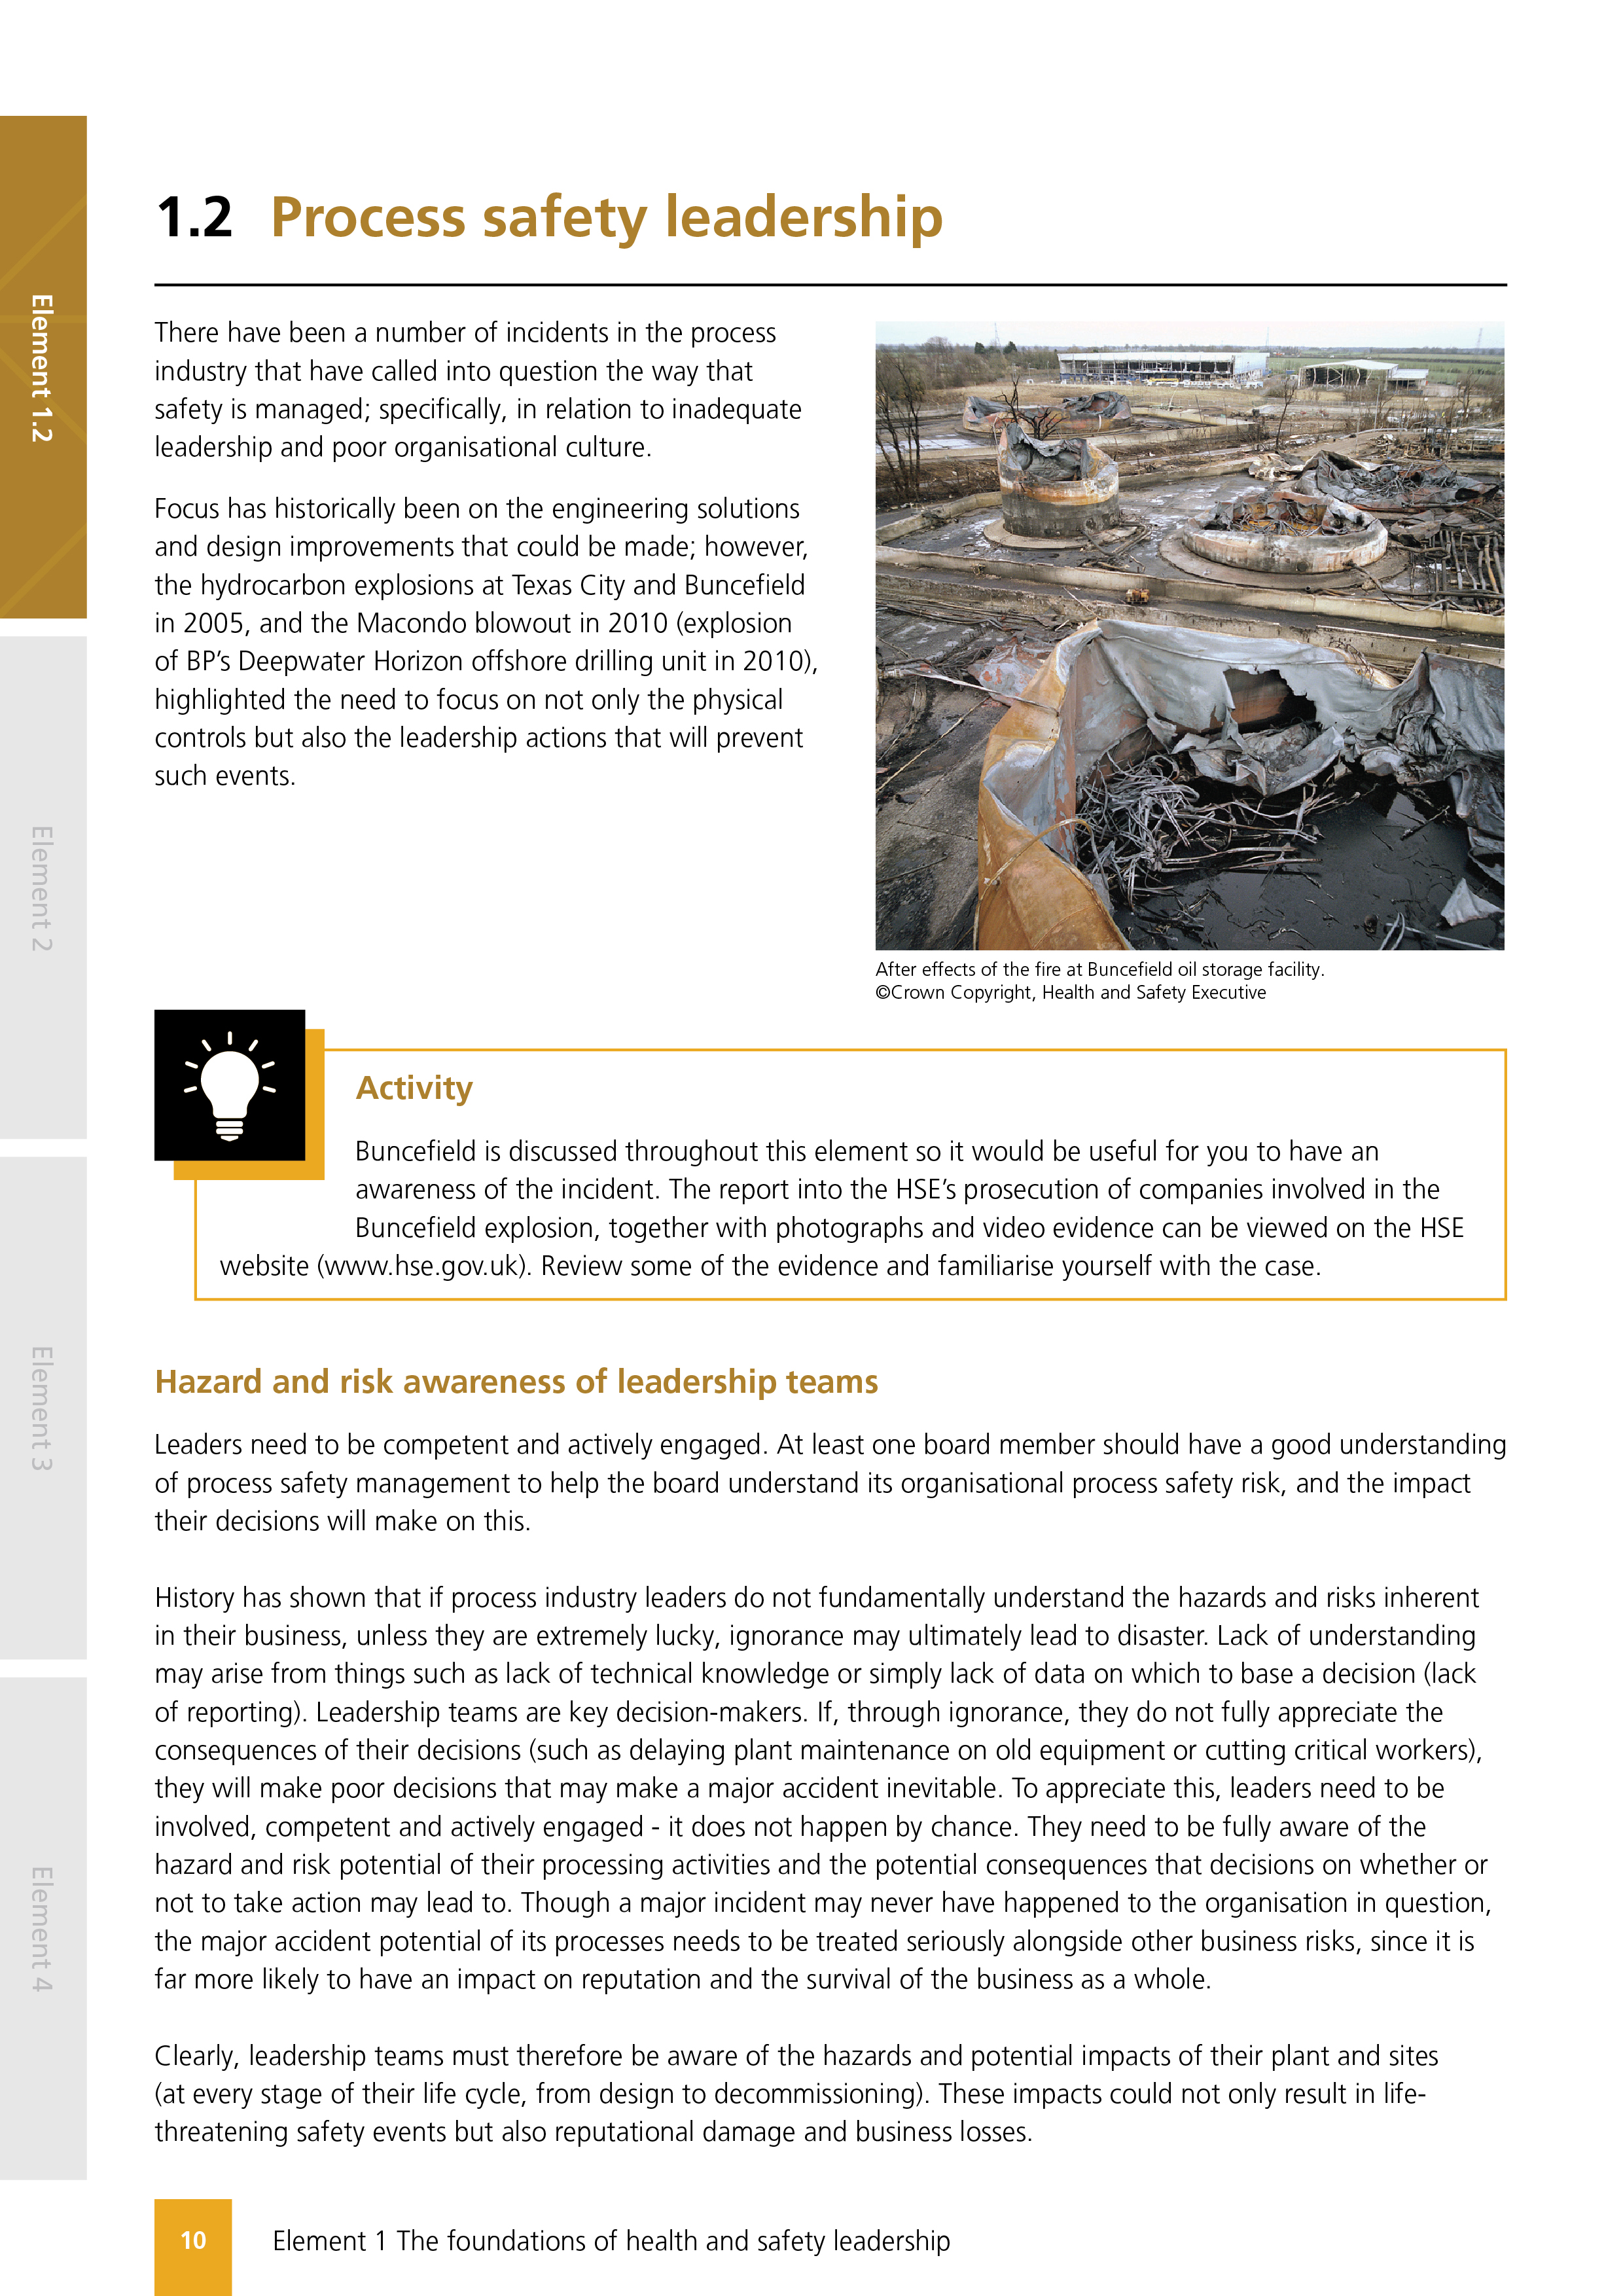 1.2 Process safety leadership
There have been a number of incidents in the process
industry that have called into question the way that
safety is managed; specifically, in relation to inadequate
leadership and poor organisational culture.
Focus has historically been on the engineering solutions
and design improvements that could be made; however,
the hydrocarbon explosions at Texas City and Buncefield
in 2005, and the Macondo blowout in 2010 (explosion
of BP’s Deepwater Horizon offshore drilling unit in 2010),
highlighted the need to focus on not only the physical
controls but also the leadership actions that will prevent
such events.
After effects of the fire at Buncefield oil storage facility.
©Crown Copyright, Health and Safety Executive
Activity
Buncefield is discussed throughout this element so it would be useful for you to have an
awareness of the incident. The report into the HSE’s prosecution of companies involved in the
Buncefield explosion, together with photographs and video evidence can be viewed on the HSE
website (www.hse.gov.uk). Review some of the evidence and familiarise yourself with the case.
Hazard and risk awareness of leadership teams
Leaders need to be competent and actively engaged. At least one board member should have a good understanding
of process safety management to help the board understand its organisational process safety risk, and the impact
their decisions will make on this.
History has shown that if process industry leaders do not fundamentally understand the hazards and risks inherent
in their business, unless they are extremely lucky, ignorance may ultimately lead to disaster. Lack of understanding
may arise from things such as lack of technical knowledge or simply lack of data on which to base a decision (lack
of reporting). Leadership teams are key decision-makers. If, through ignorance, they do not fully appreciate the
consequences of their decisions (such as delaying plant maintenance on old equipment or cutting critical workers),
they will make poor decisions that may make a major accident inevitable. To appreciate this, leaders need to be
involved, competent and actively engaged - it does not happen by chance. They need to be fully aware of the
hazard and risk potential of their processing activities and the potential consequences that decisions on whether or
not to take action may lead to. Though a major incident may never have happened to the organisation in question,
the major accident potential of its processes needs to be treated seriously alongside other business risks, since it is
far more likely to have an impact on reputation and the survival of the business as a whole.
Clearly, leadership teams must therefore be aware of the hazards and potential impacts of their plant and sites
(at every stage of their life cycle, from design to decommissioning). These impacts could not only result in life-
threatening safety events but also reputational damage and business losses.
10 Element 1 The foundations of health and safety leadership
Element 1.2
Element 2
Element 3
Element 4